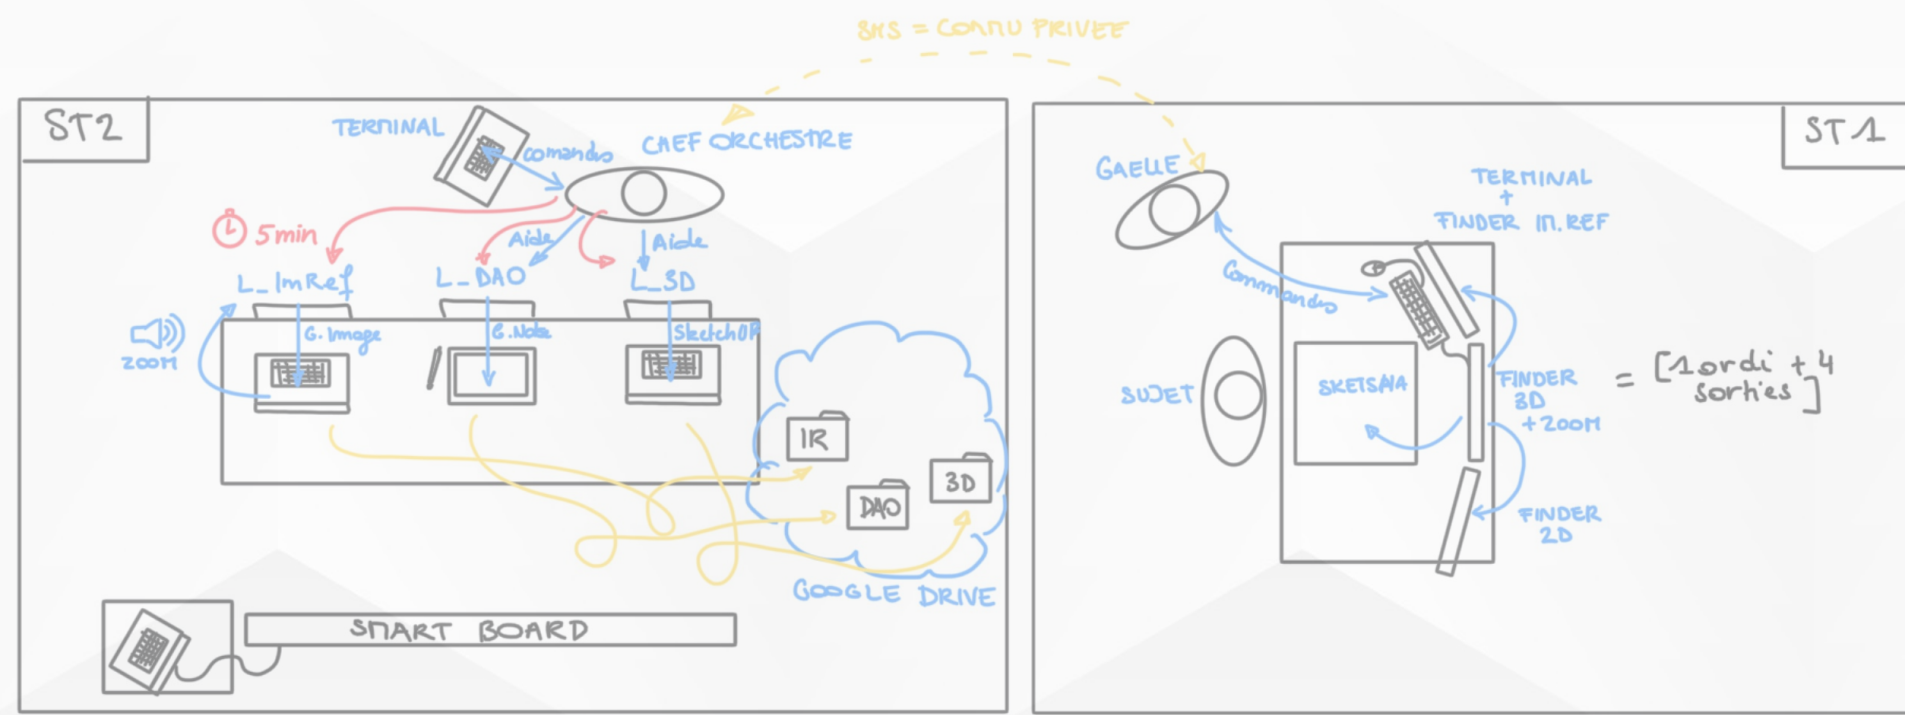 SMS = COMMU PRIVEE
ST2
TERMINAL
comandes
CHEF ORCHESTRE
5min
Aide
Aide
L_ImRef
L_DAO
L_3D
G.Image
G.Note
SketchUP
ZOOM
IR
DAO
3D
GOOGLE DRIVE
SMART BOARD
ST1
GAELLE
TERMINAL
+
FINDER IM.REF
Commandes
SUJET
SKETSHA
FINDER
3D
+ZOOM
FINDER
2D
= [1 ordi + 4
sorties]